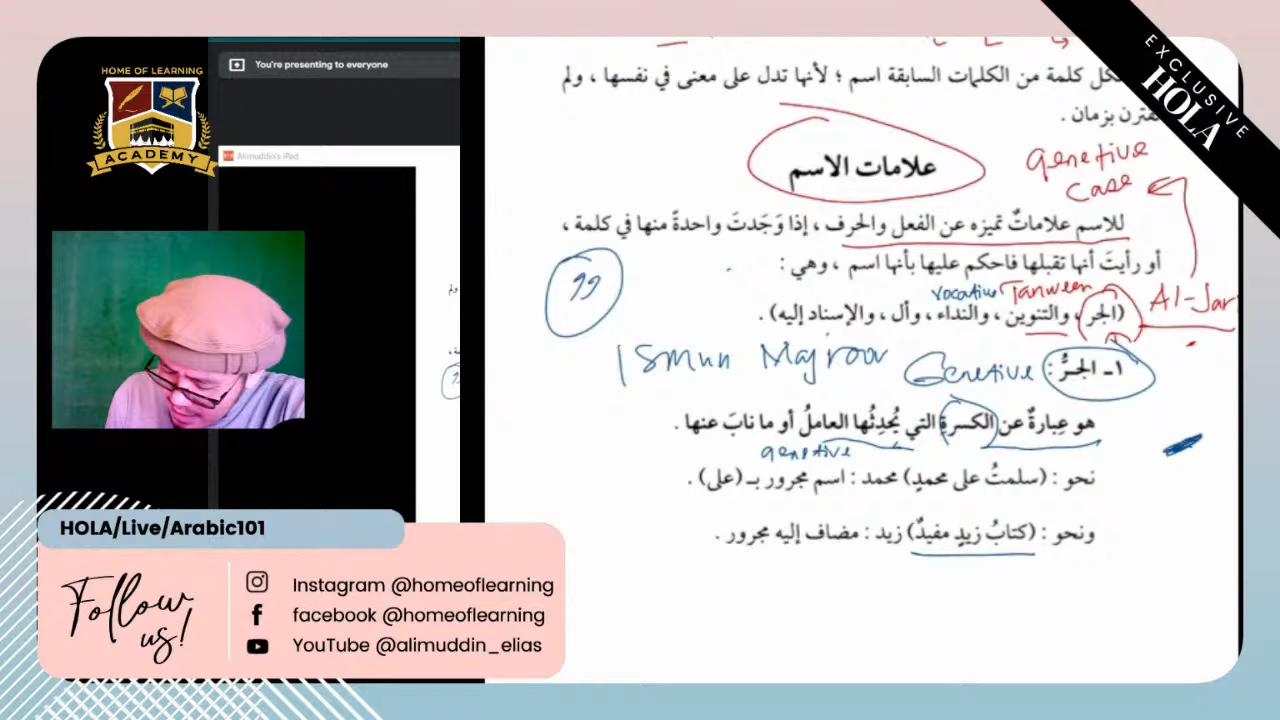 HOME OF LEARNING
ACADEMY
You're presenting to everyone
Alimuddin's iPad
EXCLUSIVE
HOLA
كل كلمة من الكلمات السابقة اسم ؛ لأنها تدل على معنى في نفسها ، ولم
بزمان .
علامات الاسم
genetive
case
للاسم علاماتٌ تميزه عن الفعل والحرف ، إذا وَجَدتَ واحدةً منها في كلمة ،
أو رأيتَ أنها تقبلها فاحكم عليها بأنها اسم ، وهي :
vocative Tanween
Al-Jar
(الجر ، والتنوين ، والنداء ، وأل ، والإسناد إليه) .
Ismun Majroor Genetive
١ـ الجرُّ :
هو عِبارةٌ عن الكسرةِ التي يُحدِثُها العاملُ أو ما نابَ عنها .
genetive
نحو : (سلمتُ على محمدٍ) محمد : اسم مجرور بـ (على) .
ونحو : (كتابُ زيدٍ مفيدٌ) زيد : مضاف إليه مجرور .
HOLA/Live/Arabic101
Follow us!
Instagram @homeoflearning
facebook @homeoflearning
YouTube @alimuddin_elias